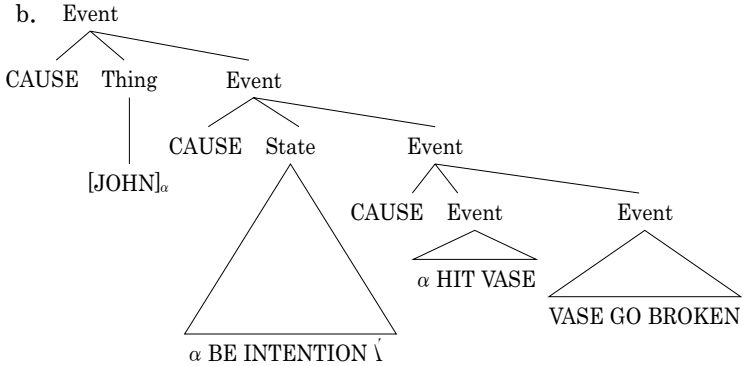 b. Event
CAUSE Thing Event
CAUSE State Event
[JOHN]α
CAUSE Event Event
α HIT VASE
VASE GO BROKEN
α BE INTENTION